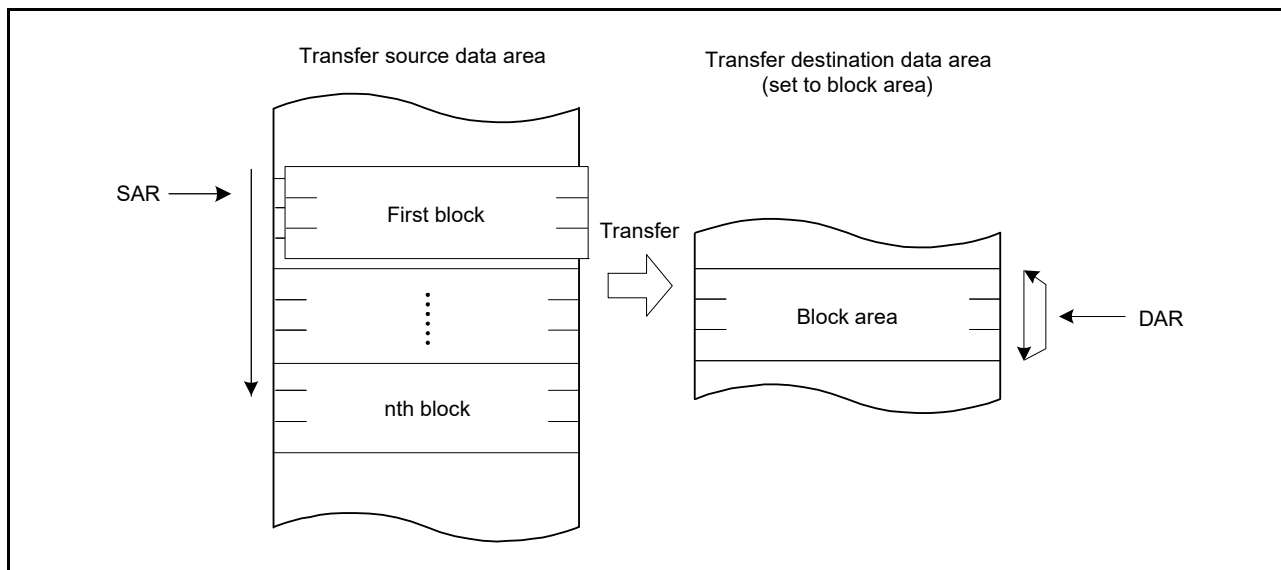 Transfer source data area
Transfer destination data area
(set to block area)
SAR
First block
Transfer
Block area
DAR
nth block